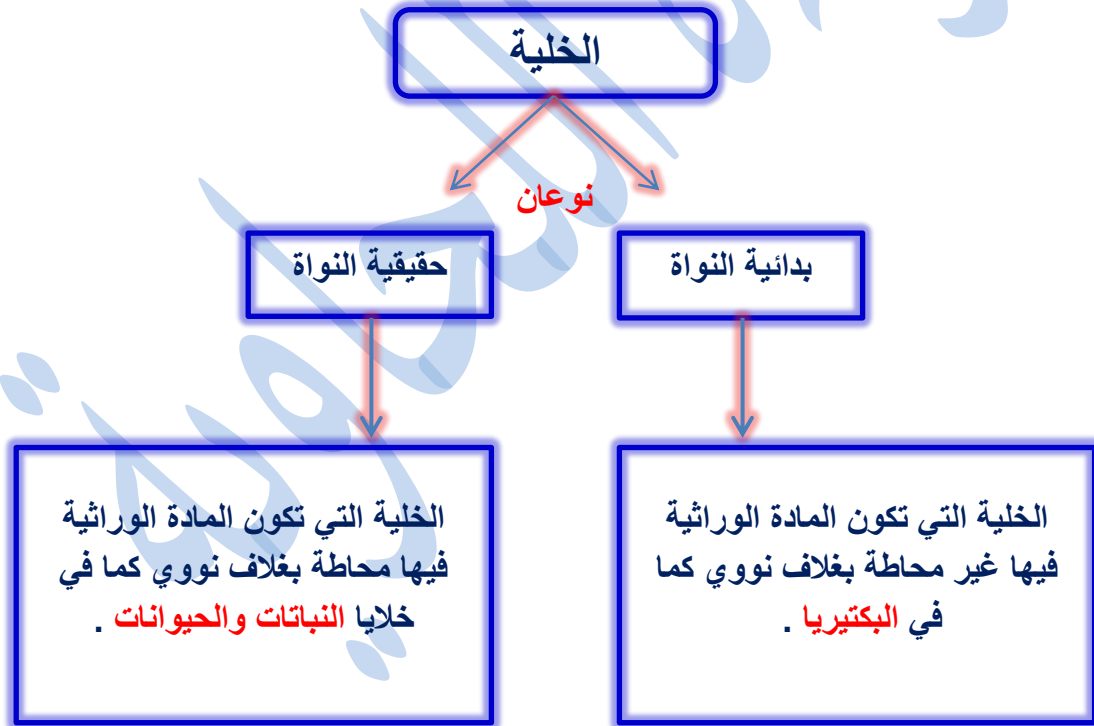 الخلية
نوعان
بدائية النواة
حقيقية النواة
الخلية التي تكون المادة الوراثية
فيها غير محاطة بغلاف نووي كما
في البكتيريا .
الخلية التي تكون المادة الوراثية
فيها محاطة بغلاف نووي كما في
خلايا النباتات والحيوانات .